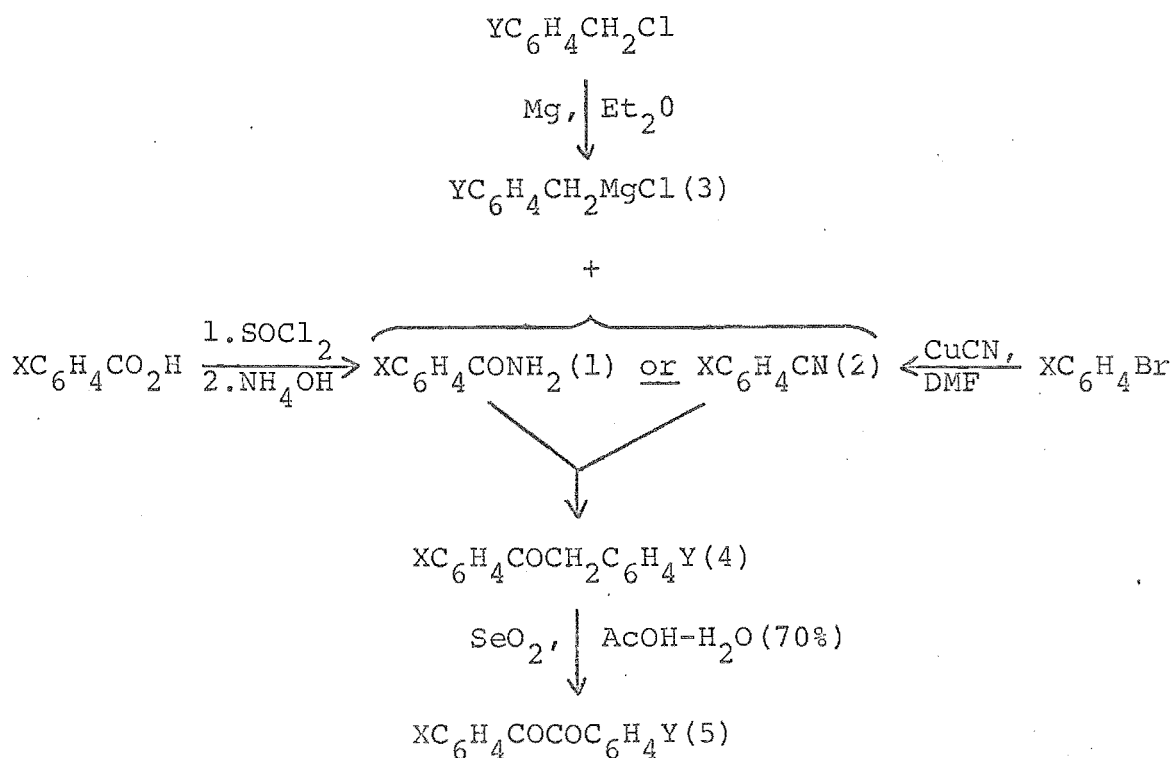 YC6H4CH2Cl
Mg, Et2O
YC6H4CH2MgCl(3)
+
XC6H4CO2H 1.SOCl2 2.NH4OH XC6H4CONH2(1) or XC6H4CN(2) CuCN, DMF XC6H4Br
XC6H4COCH2C6H4Y(4)
SeO2, AcOH-H2O(70%)
XC6H4COCOC6H4Y(5)